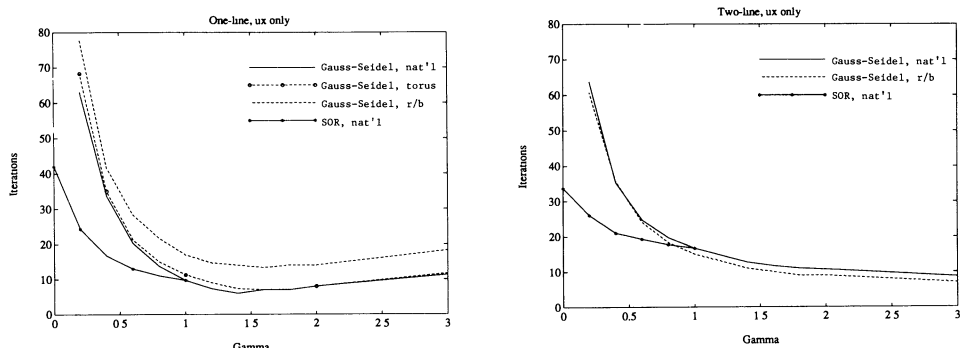 One-line, ux only
80
70
60
50
40
30
20
10
0
Iterations
Gauss-Seidel, nat'l
Gauss-Seidel, torus
Gauss-Seidel, r/b
SOR, nat'l
0
0 5
1
1 5
2
2 5
3
Gamma
Two-line, ux only
80
70
60
50
40
30
20
10
0
Iterations
Gauss-Seidel, nat'l
Gauss-Seidel, r/b
SOR, nat'l
0
0.5
1
1 5
2
2 5
3
Gamma